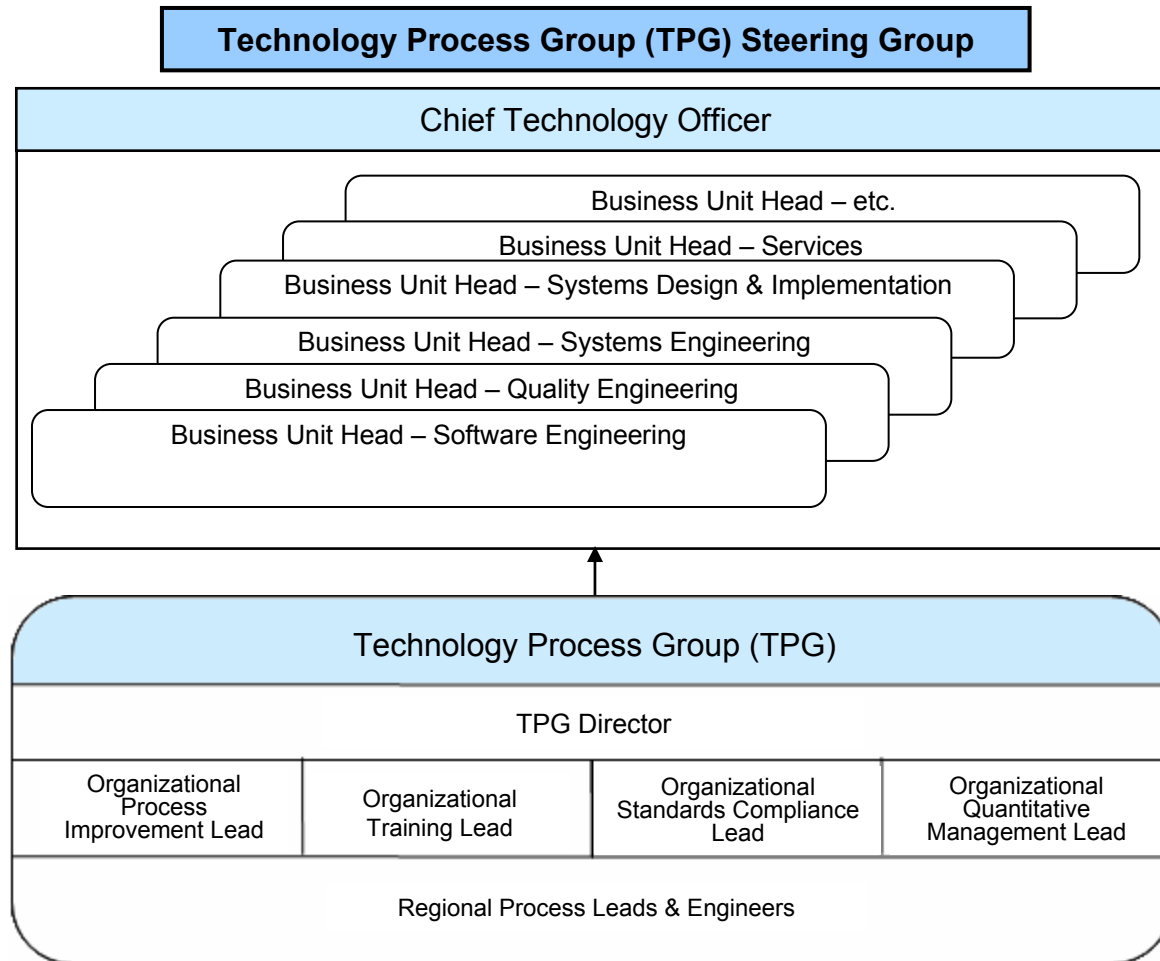 Technology Process Group (TPG) Steering Group
Chief Technology Officer
Business Unit Head – etc.
Business Unit Head – Services
Business Unit Head – Systems Design & Implementation
Business Unit Head – Systems Engineering
Business Unit Head – Quality Engineering
Business Unit Head – Software Engineering
Technology Process Group (TPG)
TPG Director
Organizational
Process
Improvement Lead
Organizational
Training Lead
Organizational
Standards Compliance
Lead
Organizational
Quantitative
Management Lead
Regional Process Leads & Engineers